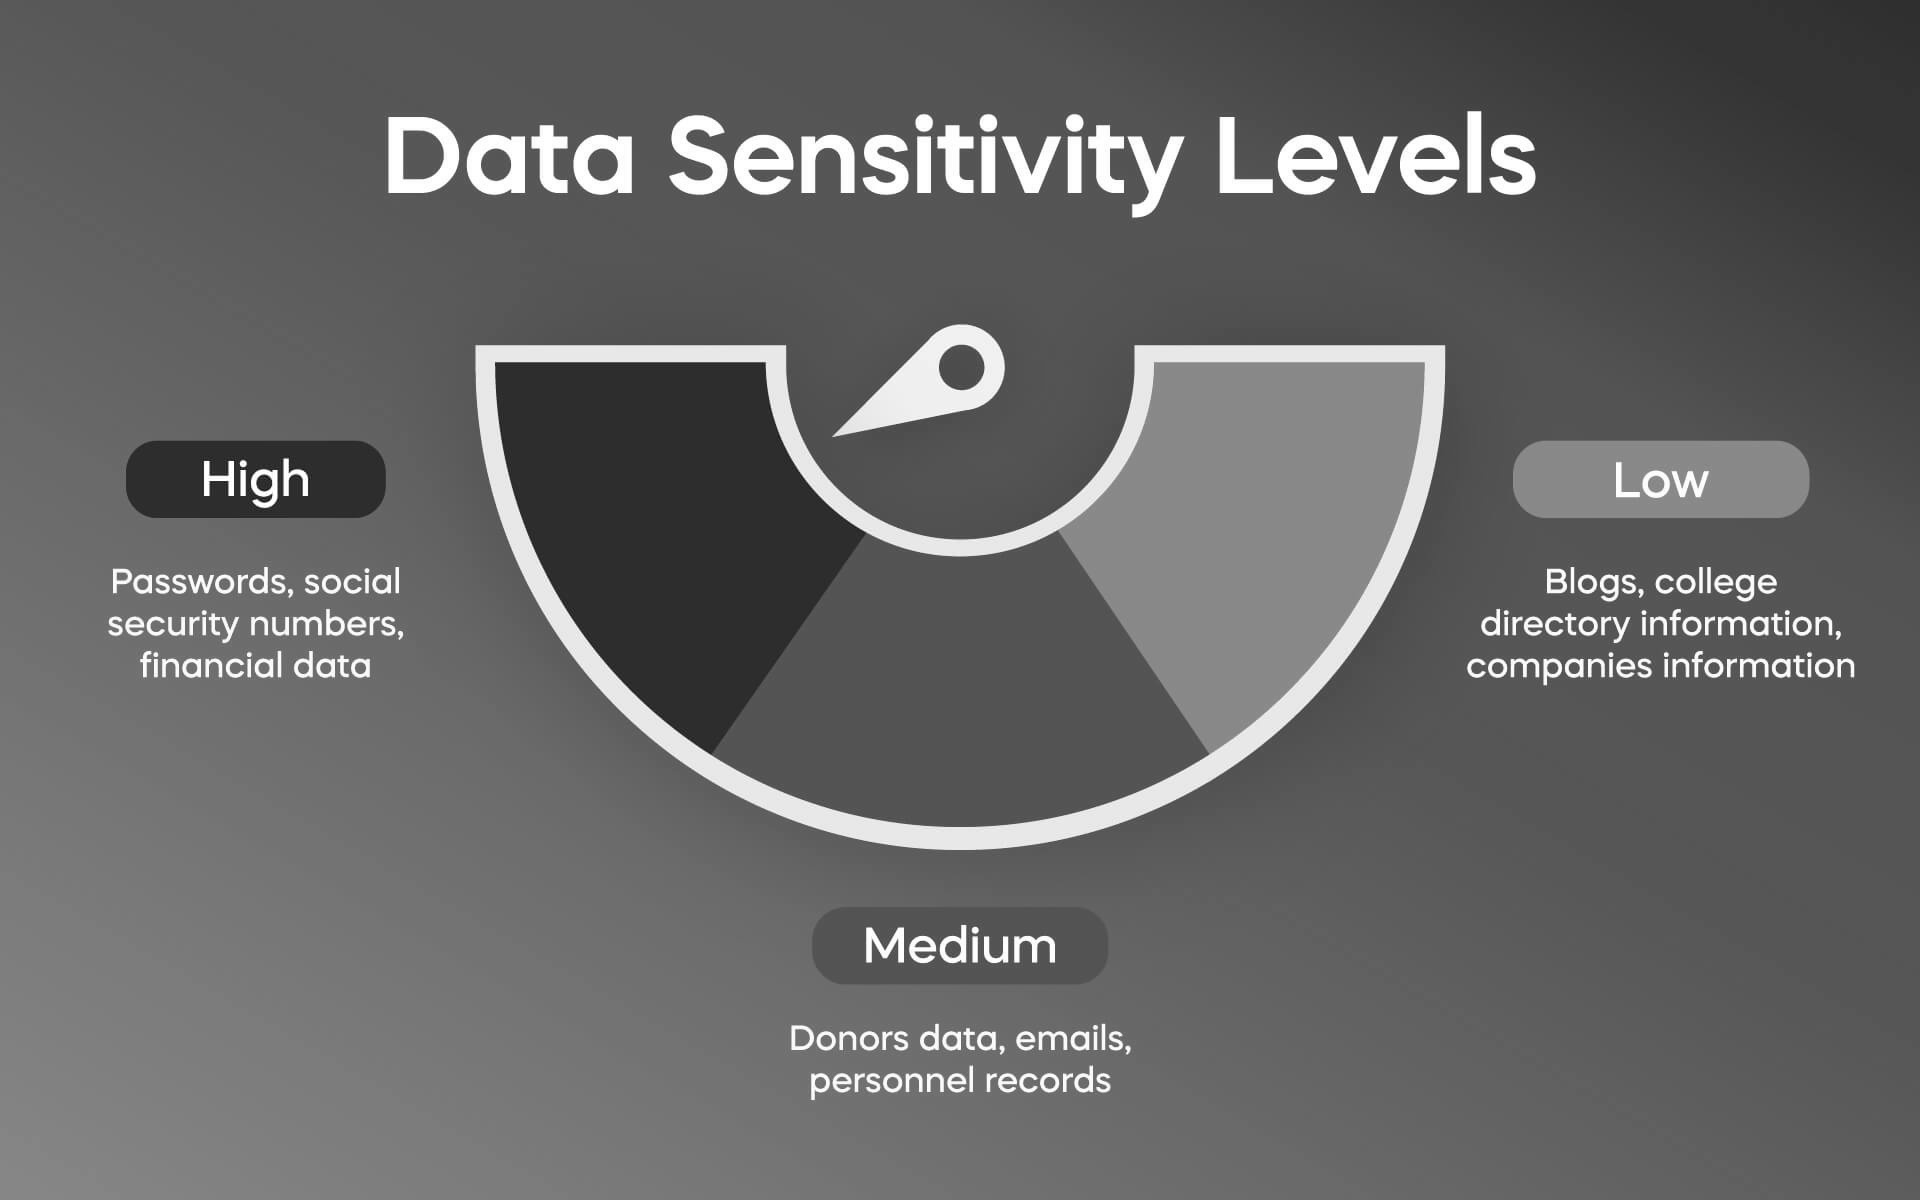 Data Sensitivity Levels
High
Passwords, social
security numbers,
financial data
Low
Blogs, college
directory information,
companies information
Medium
Donors data, emails,
personnel records